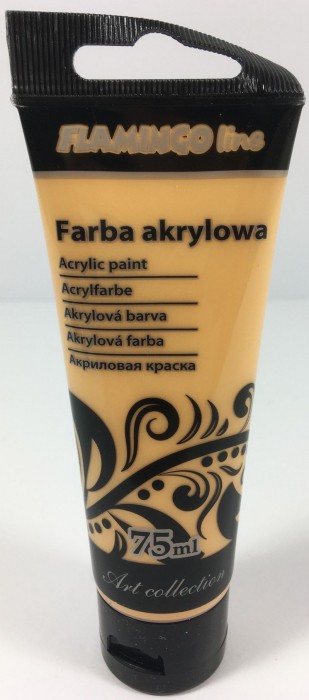 FLAMINGO line
Farba akrylowa
Acrylic paint
Acrylfarbe
Akrylová barva
Akrylová farba
Акриловая краска
75ml
Art collection